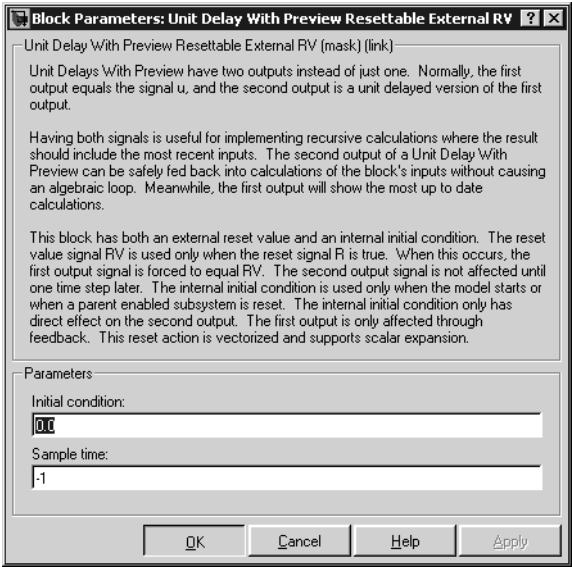 Block Parameters: Unit Delay With Preview Resettable External RV
Unit Delay With Preview Resettable External RV (mask) (link)
Unit Delays With Preview have two outputs instead of just one. Normally, the first
output equals the signal u, and the second output is a unit delayed version of the first
output.
Having both signals is useful for implementing recursive calculations where the result
should include the most recent inputs. The second output of a Unit Delay With
Preview can be safely fed back into calculations of the block's inputs without causing
an algebraic loop. Meanwhile, the first output will show the most up to date
calculations.
This block has both an external reset value and an internal initial condition. The reset
value signal RV is used only when the reset signal R is true. When this occurs, the
first output signal is forced to equal RV. The second output signal is not affected until
one time step later. The internal initial condition is used only when the model starts or
when a parent enabled subsystem is reset. The internal initial condition only has
direct effect on the second output. The first output is only affected through
feedback. This reset action is vectorized and supports scalar expansion.
Parameters
Initial condition:
0.0
Sample time:
-1
OK Cancel Help Apply